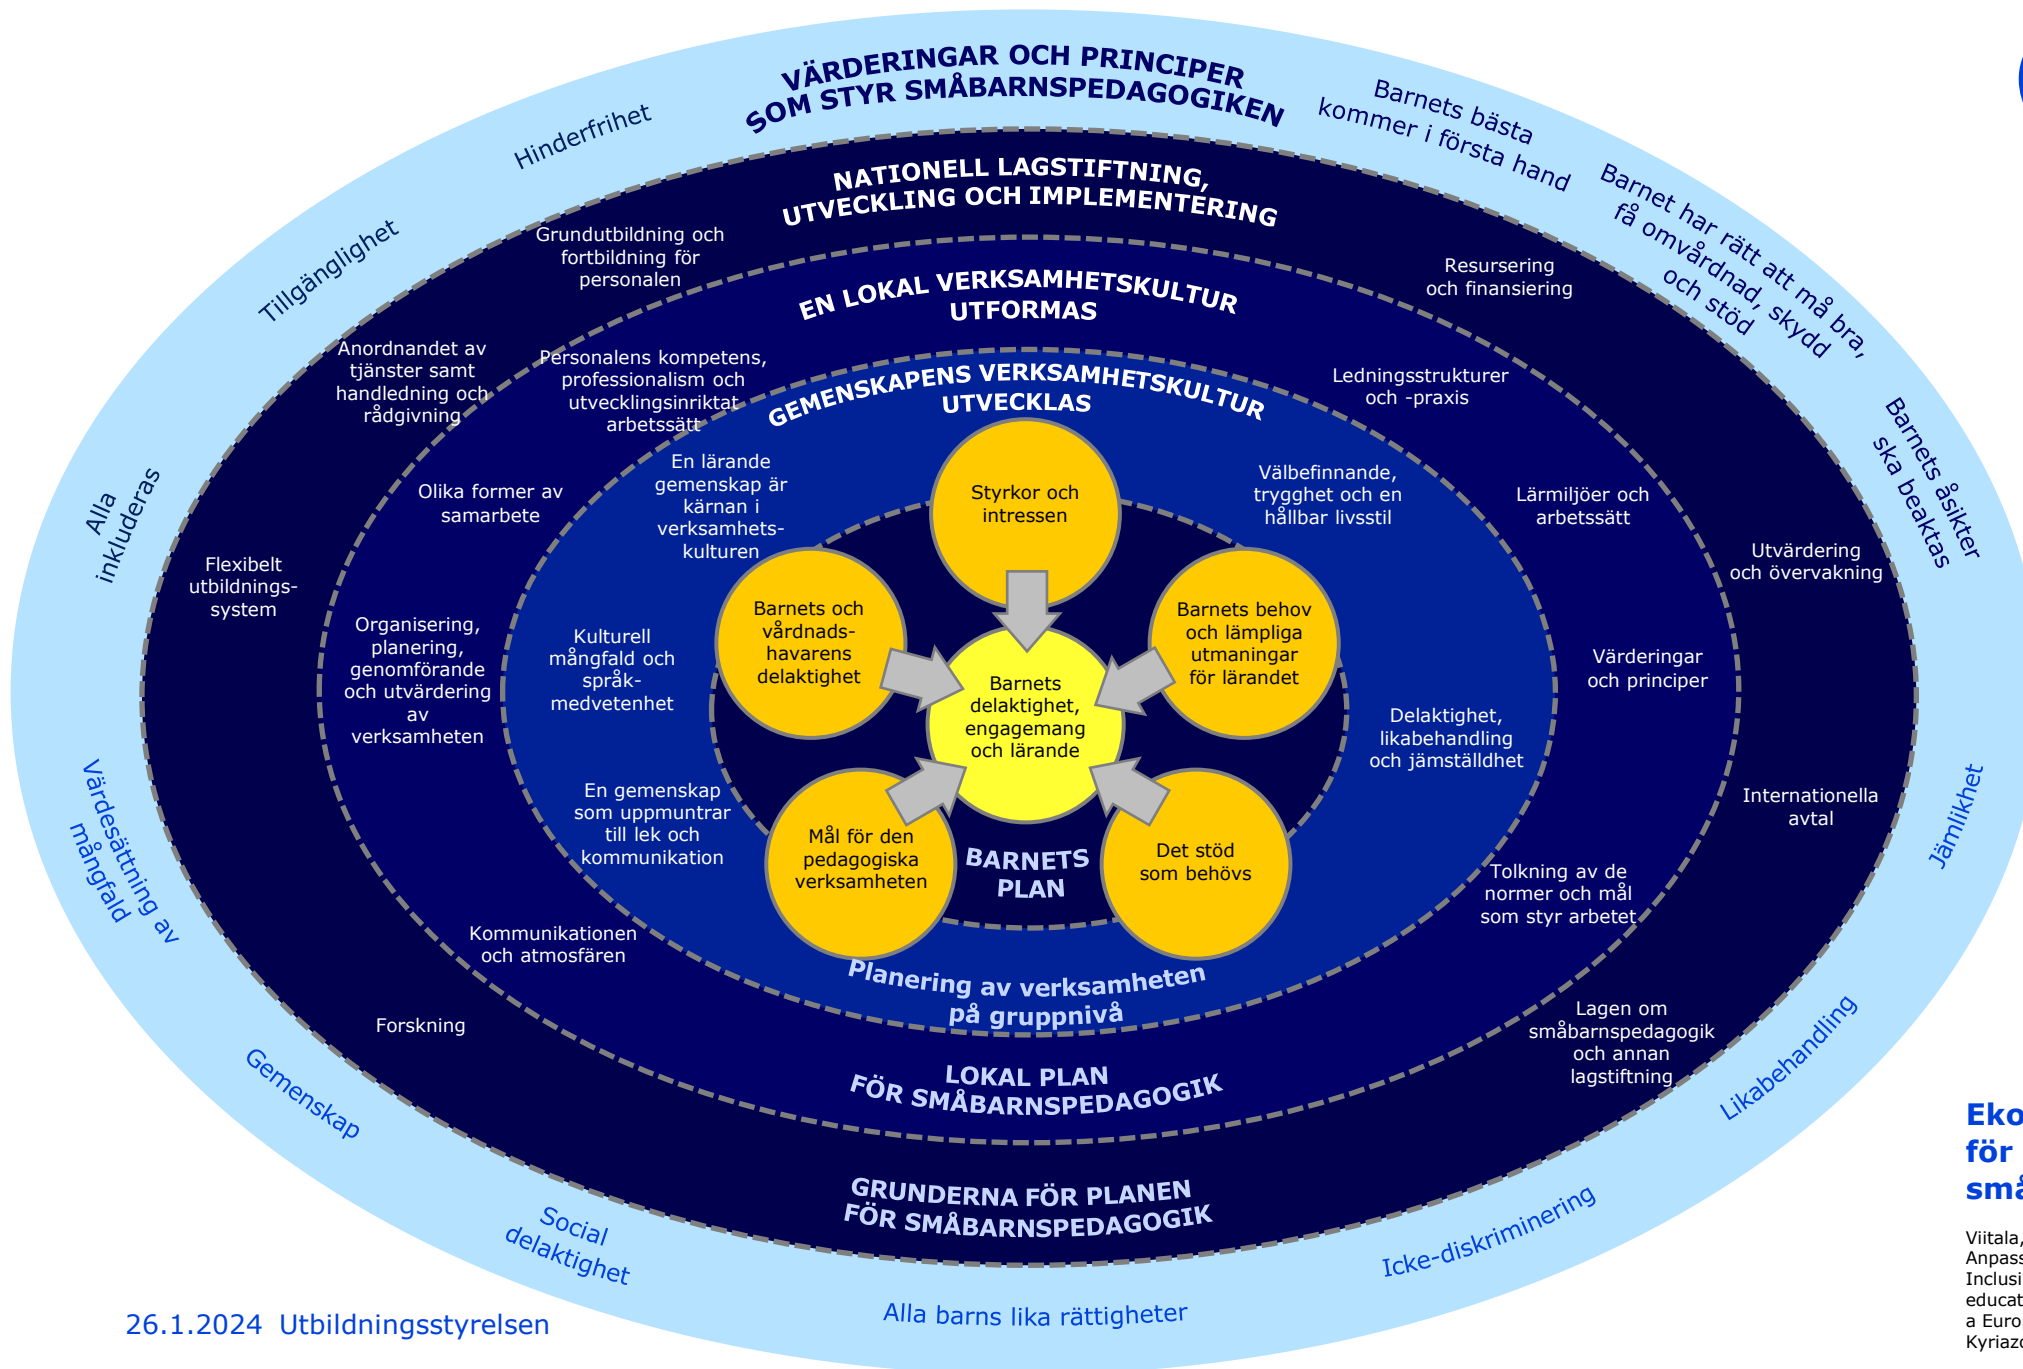 VÄRDERINGAR OCH PRINCIPER
SOM STYR SMÅBARNSPEDAGOGIKEN
Hinderfrihet
Tillgänglighet
Alla
inkluderas
Värdesättning av
mångfald
Gemenskap
Social
delaktighet
Alla barns lika rättigheter
Icke-diskriminering
Likabehandling
Jämlikhet
Barnets åsikter
ska beaktas
Barnet har rätt att må bra,
få omvårdnad, skydd
och stöd
Barnets bästa
kommer i första hand
NATIONELL LAGSTIFTNING,
UTVECKLING OCH IMPLEMENTERING
Grundutbildning och
fortbildning för
personalen
Anordnandet av
tjänster samt
handledning och
rådgivning
Flexibelt
utbildnings-
system
Forskning
Resursering
och finansiering
Utvärdering
och övervakning
Internationella
avtal
Lagen om
småbarnspedagogik
och annan
lagstiftning
GRUNDERNA FÖR PLANEN
FÖR SMÅBARNSPEDAGOGIK
EN LOKAL VERKSAMHETSKULTUR
UTFORMAS
Personalens kompetens,
professionalism och
utvecklingsinriktat
arbetssätt
Olika former av
samarbete
Organisering,
planering,
genomförande
och utvärdering
av
verksamheten
Kommunikationen
och atmosfären
Ledningsstrukturer
och -praxis
Lärmiljöer och
arbetssätt
Värderingar
och principer
Tolkning av de
normer och mål
som styr arbetet
LOKAL PLAN
FÖR SMÅBARNSPEDAGOGIK
GEMENSKAPENS VERKSAMHETSKULTUR
UTVECKLAS
En lärande
gemenskap är
kärnan i
verksamhets-
kulturen
Kulturell
mångfald och
språk-
medvetenhet
En gemenskap
som uppmuntrar
till lek och
kommunikation
Välbefinnande,
trygghet och en
hållbar livsstil
Delaktighet,
likabehandling
och jämställdhet
Planering av verksamheten
på gruppnivå
Styrkor och
intressen
Barnets och
vårdnads-
havarens
delaktighet
Barnets behov
och lämpliga
utmaningar
för lärandet
Barnets
delaktighet,
engagemang
och lärande
Mål för den
pedagogiska
verksamheten
Det stöd
som behövs
BARNETS
PLAN
26.1.2024 Utbildningsstyrelsen
Eko
för
små
Viitala,
Anpass
Inclusi
educat
a Euro
Kyriazo